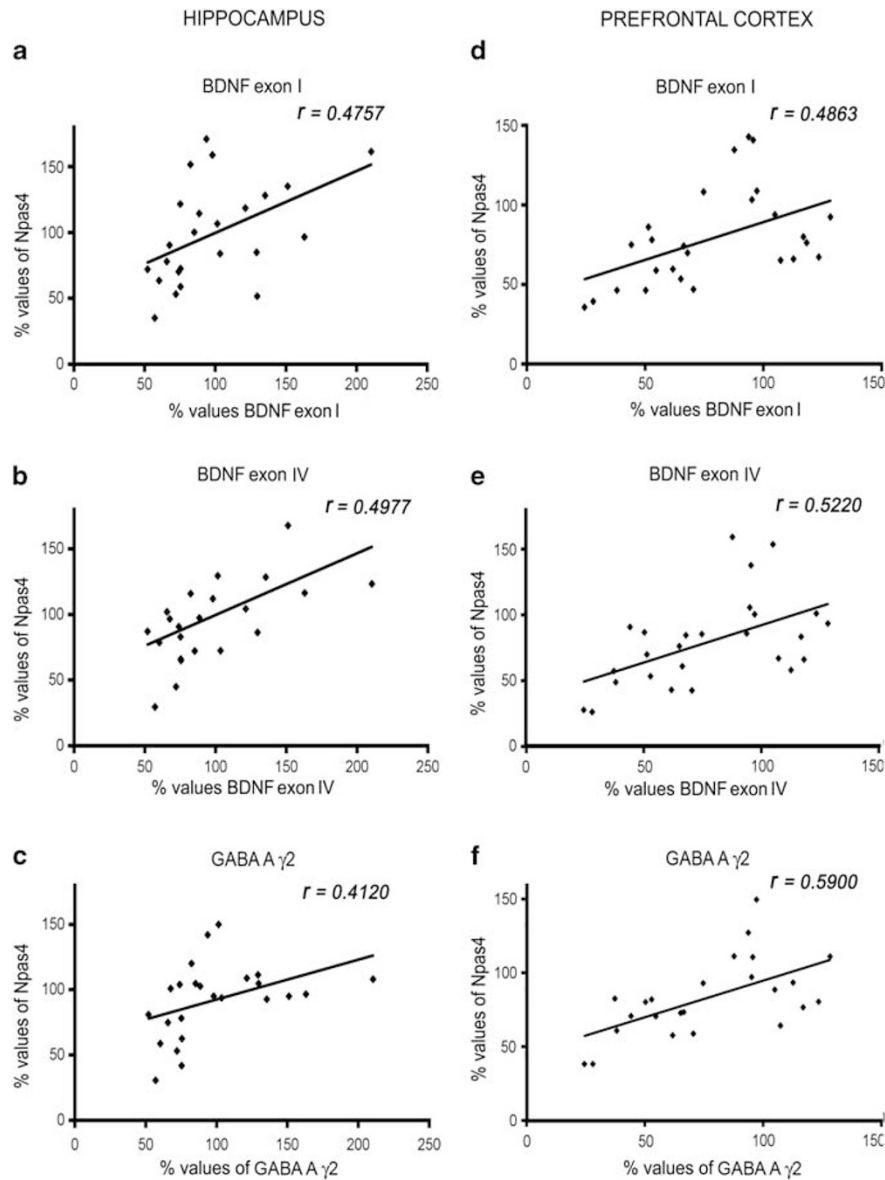 HIPPOCAMPUS
PREFRONTAL CORTEX
a
BDNF exon I
r = 0.4757
% values of Npas4
150
100
50
0
0 50 100 150 200 250
% values BDNF exon I
d
BDNF exon I
r = 0.4863
% values of Npas4
150
100
50
0
0 50 100 150
% values BDNF exon I
b
BDNF exon IV
r = 0.4977
% values of Npas4
150
100
50
0
0 50 100 150 200 250
% values BDNF exon IV
e
BDNF exon IV
r = 0.5220
% values of Npas4
150
100
50
0
0 50 100 150
% values BDNF exon IV
c
GABA A γ2
r = 0.4120
% values of Npas4
150
100
50
0
0 50 100 150 200 250
% values of GABA A γ2
f
GABA A γ2
r = 0.5900
% values of Npas4
150
100
50
0
0 50 100 150
% values of GABA A γ2